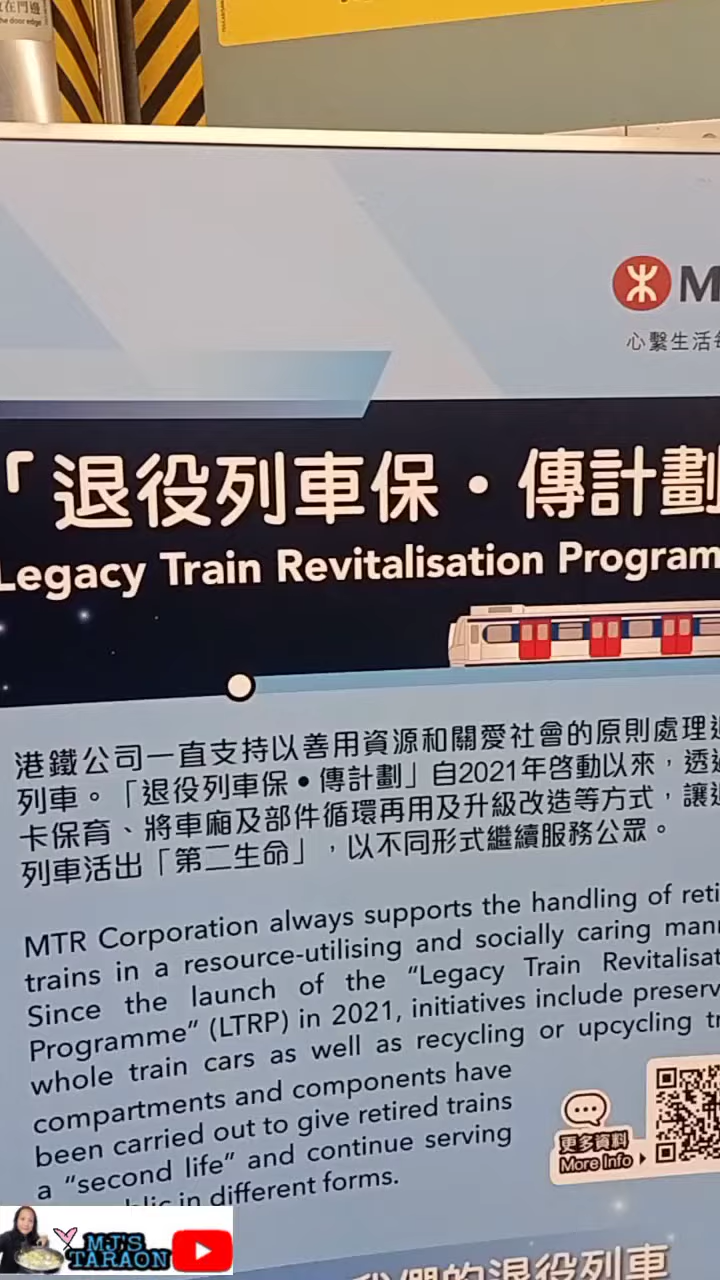 the door edge
M
心繫生活
「退役列車保•傳計劃
Legacy Train Revitalisation Program
港鐵公司一直支持以善用資源和關愛社會的原則處理
列車。「退役列車保•傳計劃」自2021年啓動以來，透
卡保育、將車廂及部件循環再用及升級改造等方式，讓
列車活出「第二生命」，以不同形式繼續服務公眾。
MTR Corporation always supports the handling of reti
trains in a resource-utilising and socially caring man
Since the launch of the “Legacy Train Revitalisat
Programme” (LTRP) in 2021, initiatives include preserv
whole train cars as well as recycling or upcycling tr
compartments and components have
been carried out to give retired trains
a “second life” and continue serving
in different forms.
更多資料
More Info
我們的退役列車
MJ'S
TARAON